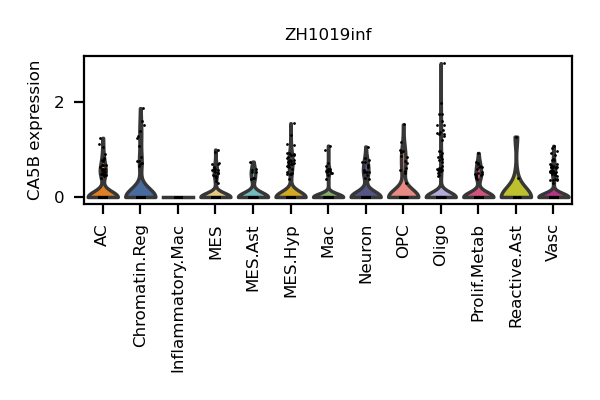 ZH1019inf
CA5B expression
2
0
AC
Chromatin.Reg
Inflammatory.Mac
MES
MES.Ast
MES.Hyp
Mac
Neuron
OPC
Oligo
Prolif.Metab
Reactive.Ast
Vasc